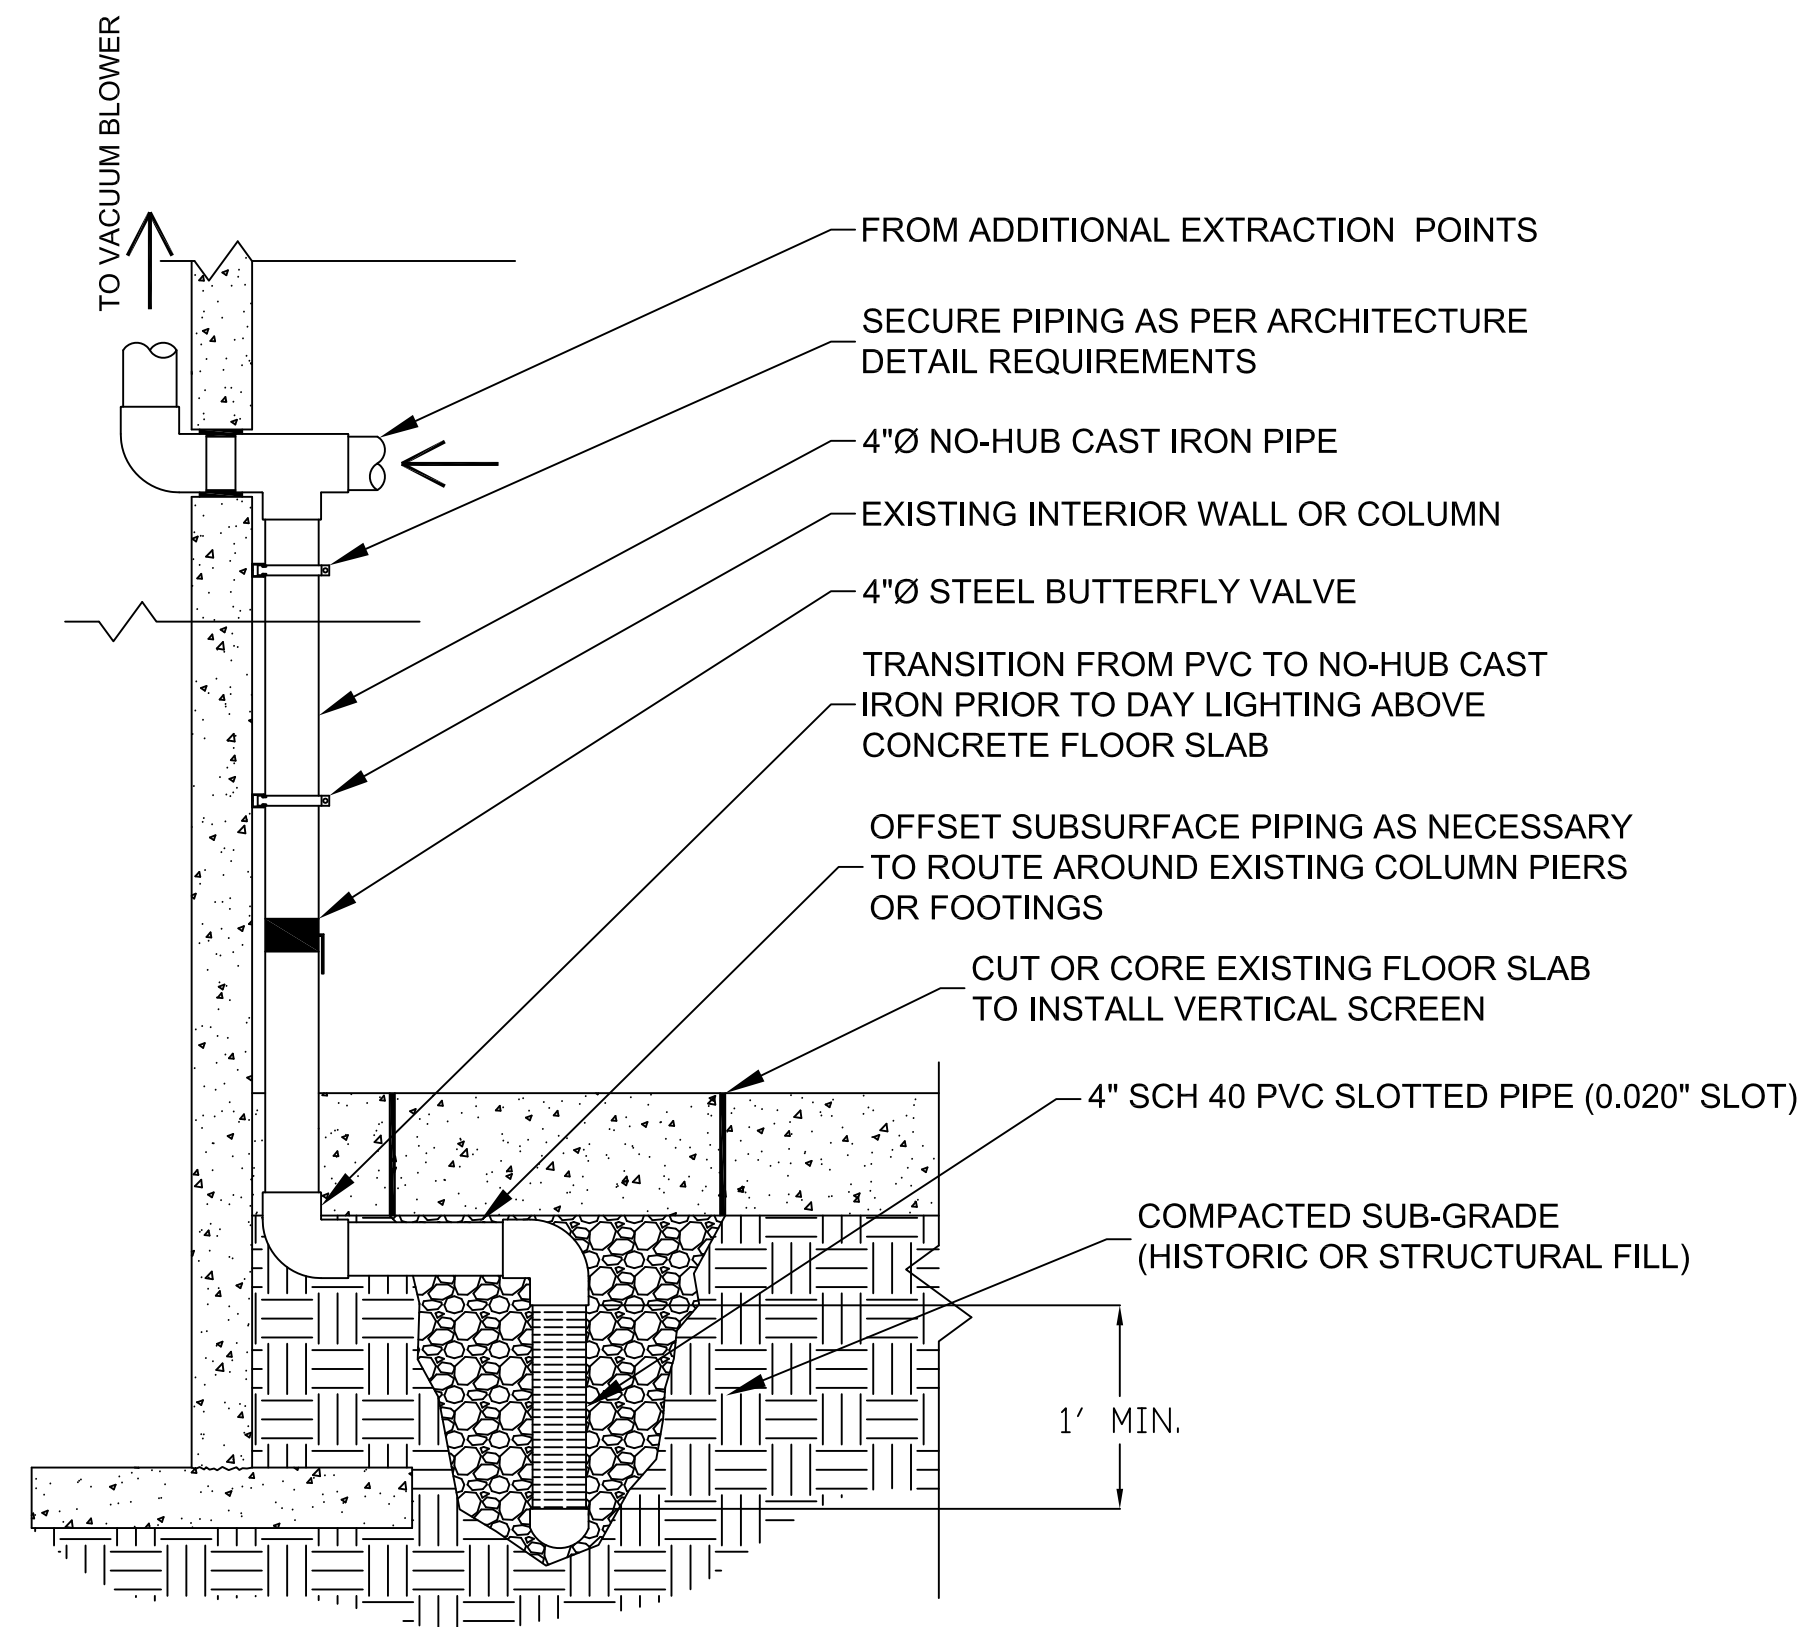 TO VACUUM BLOWER
FROM ADDITIONAL EXTRACTION POINTS
SECURE PIPING AS PER ARCHITECTURE
DETAIL REQUIREMENTS
4"Ø NO-HUB CAST IRON PIPE
EXISTING INTERIOR WALL OR COLUMN
4"Ø STEEL BUTTERFLY VALVE
TRANSITION FROM PVC TO NO-HUB CAST
IRON PRIOR TO DAY LIGHTING ABOVE
CONCRETE FLOOR SLAB
OFFSET SUBSURFACE PIPING AS NECESSARY
TO ROUTE AROUND EXISTING COLUMN PIERS
OR FOOTINGS
CUT OR CORE EXISTING FLOOR SLAB
TO INSTALL VERTICAL SCREEN
4" SCH 40 PVC SLOTTED PIPE (0.020" SLOT)
COMPACTED SUB-GRADE
(HISTORIC OR STRUCTURAL FILL)
1' MIN.